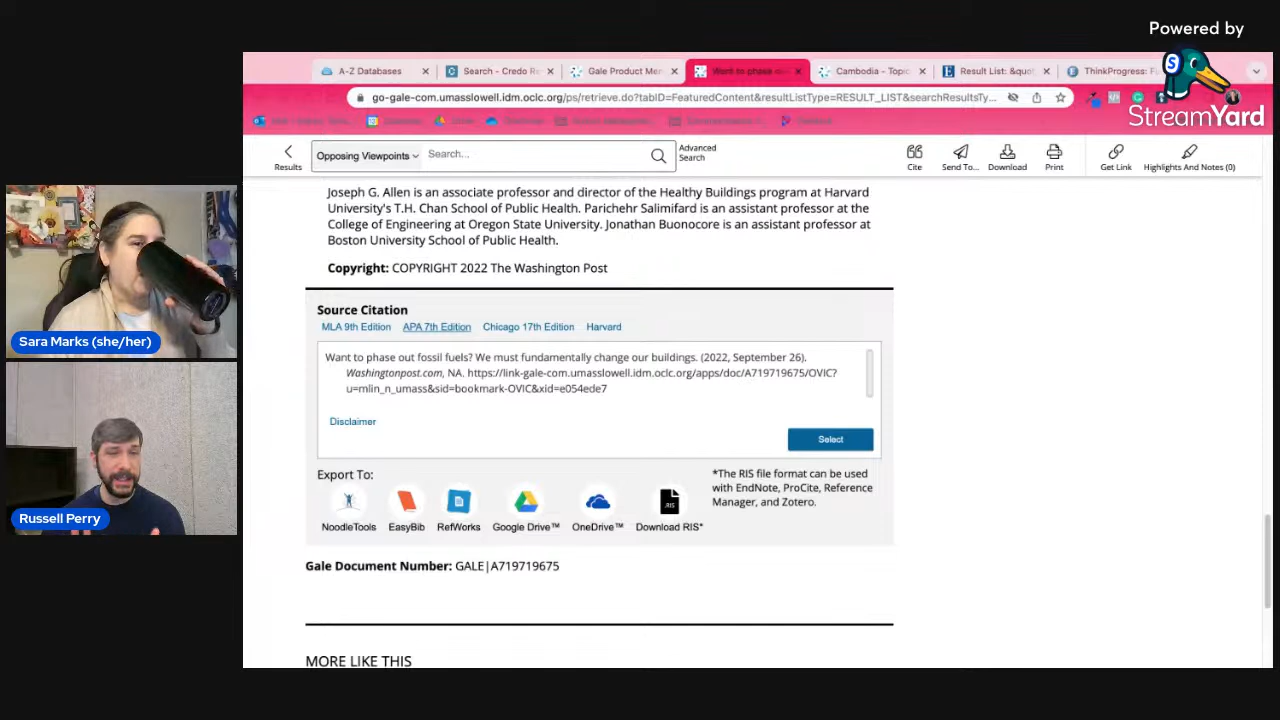 Powered by
StreamYard
A-Z Databases
Search - Credo Re
Gale Product Men
Want to phase ou
Cambodia - Topic
Result List: &quot
ThinkProgress: F
go-gale-com.umasslowell.idm.oclc.org/ps/retrieve.do?tabID=FeaturedContent&resultListType=RESULT_LIST&searchResultsTy...
Results
Opposing Viewpoints
Search...
Advanced
Search
Cite
Send To...
Download
Print
Get Link
Highlights And Notes (0)
Joseph G. Allen is an associate professor and director of the Healthy Buildings program at Harvard
University's T.H. Chan School of Public Health. Parichehr Salimifard is an assistant professor at the
College of Engineering at Oregon State University. Jonathan Buonocore is an assistant professor at
Boston University School of Public Health.
Copyright: COPYRIGHT 2022 The Washington Post
Source Citation
MLA 9th Edition APA 7th Edition Chicago 17th Edition Harvard
Want to phase out fossil fuels? We must fundamentally change our buildings. (2022, September 26).
Washingtonpost.com, NA. https://link-gale-com.umasslowell.idm.oclc.org/apps/doc/A719719675/OVIC?
u=mlin_n_umass&sid=bookmark-OVIC&xid=e054ede7
Disclaimer
Select
Export To:
*The RIS file format can be used
with EndNote, ProCite, Reference
Manager, and Zotero.
RIS
NoodleTools
EasyBib
RefWorks
Google Drive™
OneDrive™
Download RIS*
Gale Document Number: GALE|A719719675
MORE LIKE THIS
Sara Marks (she/her)
Russell Perry